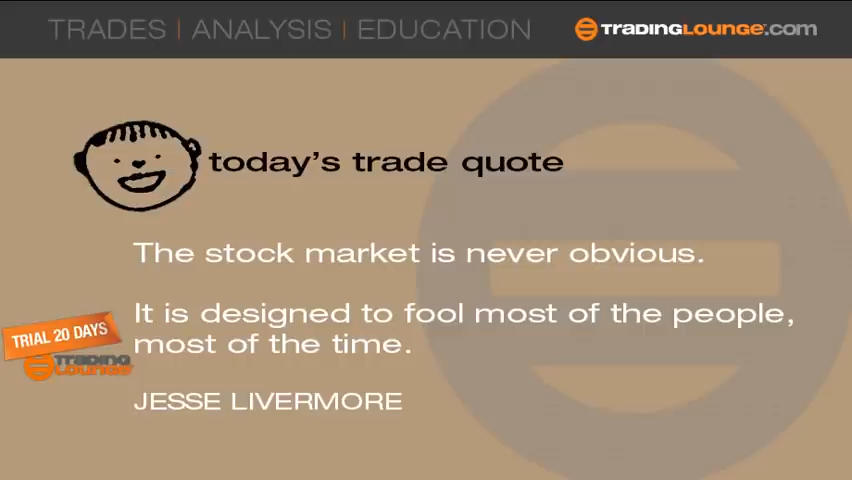 TRADES | ANALYSIS | EDUCATION
TRADINGLOUNGE.com
today's trade quote
The stock market is never obvious.
It is designed to fool most of the people,
most of the time.
TRIAL 20 DAYS
TRADING
LOUNGE
JESSE LIVERMORE